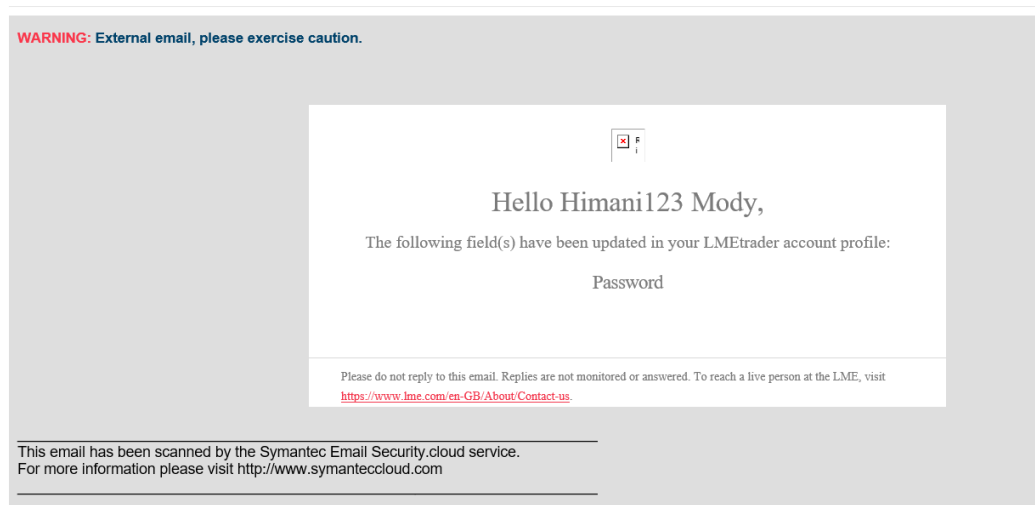 WARNING: External email, please exercise caution.
R
i
Hello Himani123 Mody,
The following field(s) have been updated in your LMEtrader account profile:
Password
Please do not reply to this email. Replies are not monitored or answered. To reach a live person at the LME, visit
https://www.lme.com/en-GB/About/Contact-us.
This email has been scanned by the Symantec Email Security.cloud service.
For more information please visit http://www.symanteccloud.com